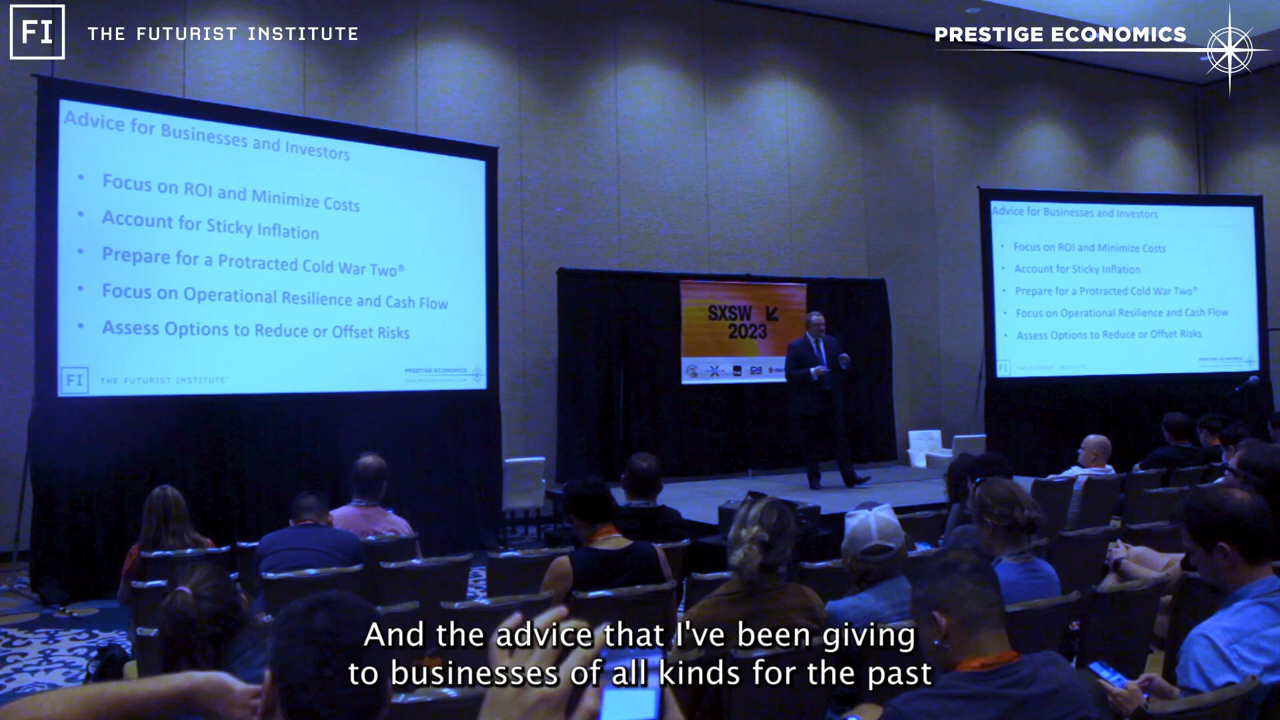 FI THE FUTURIST INSTITUTE
PRESTIGE ECONOMICS
Advice for Businesses and Investors
• Focus on ROI and Minimize Costs
• Account for Sticky Inflation
• Prepare for a Protracted Cold War Two®
• Focus on Operational Resilience and Cash Flow
• Assess Options to Reduce or Offset Risks
FI THE FUTURIST INSTITUTE
PRESTIGE ECONOMICS
SXSW
2023
Advice for Businesses and Investors
• Focus on ROI and Minimize Costs
• Account for Sticky Inflation
• Prepare for a Protracted Cold War Two®
• Focus on Operational Resilience and Cash Flow
• Assess Options to Reduce or Offset Risks
FI THE FUTURIST INSTITUTE
PRESTIGE ECONOMICS
And the advice that I've been giving
to businesses of all kinds for the past